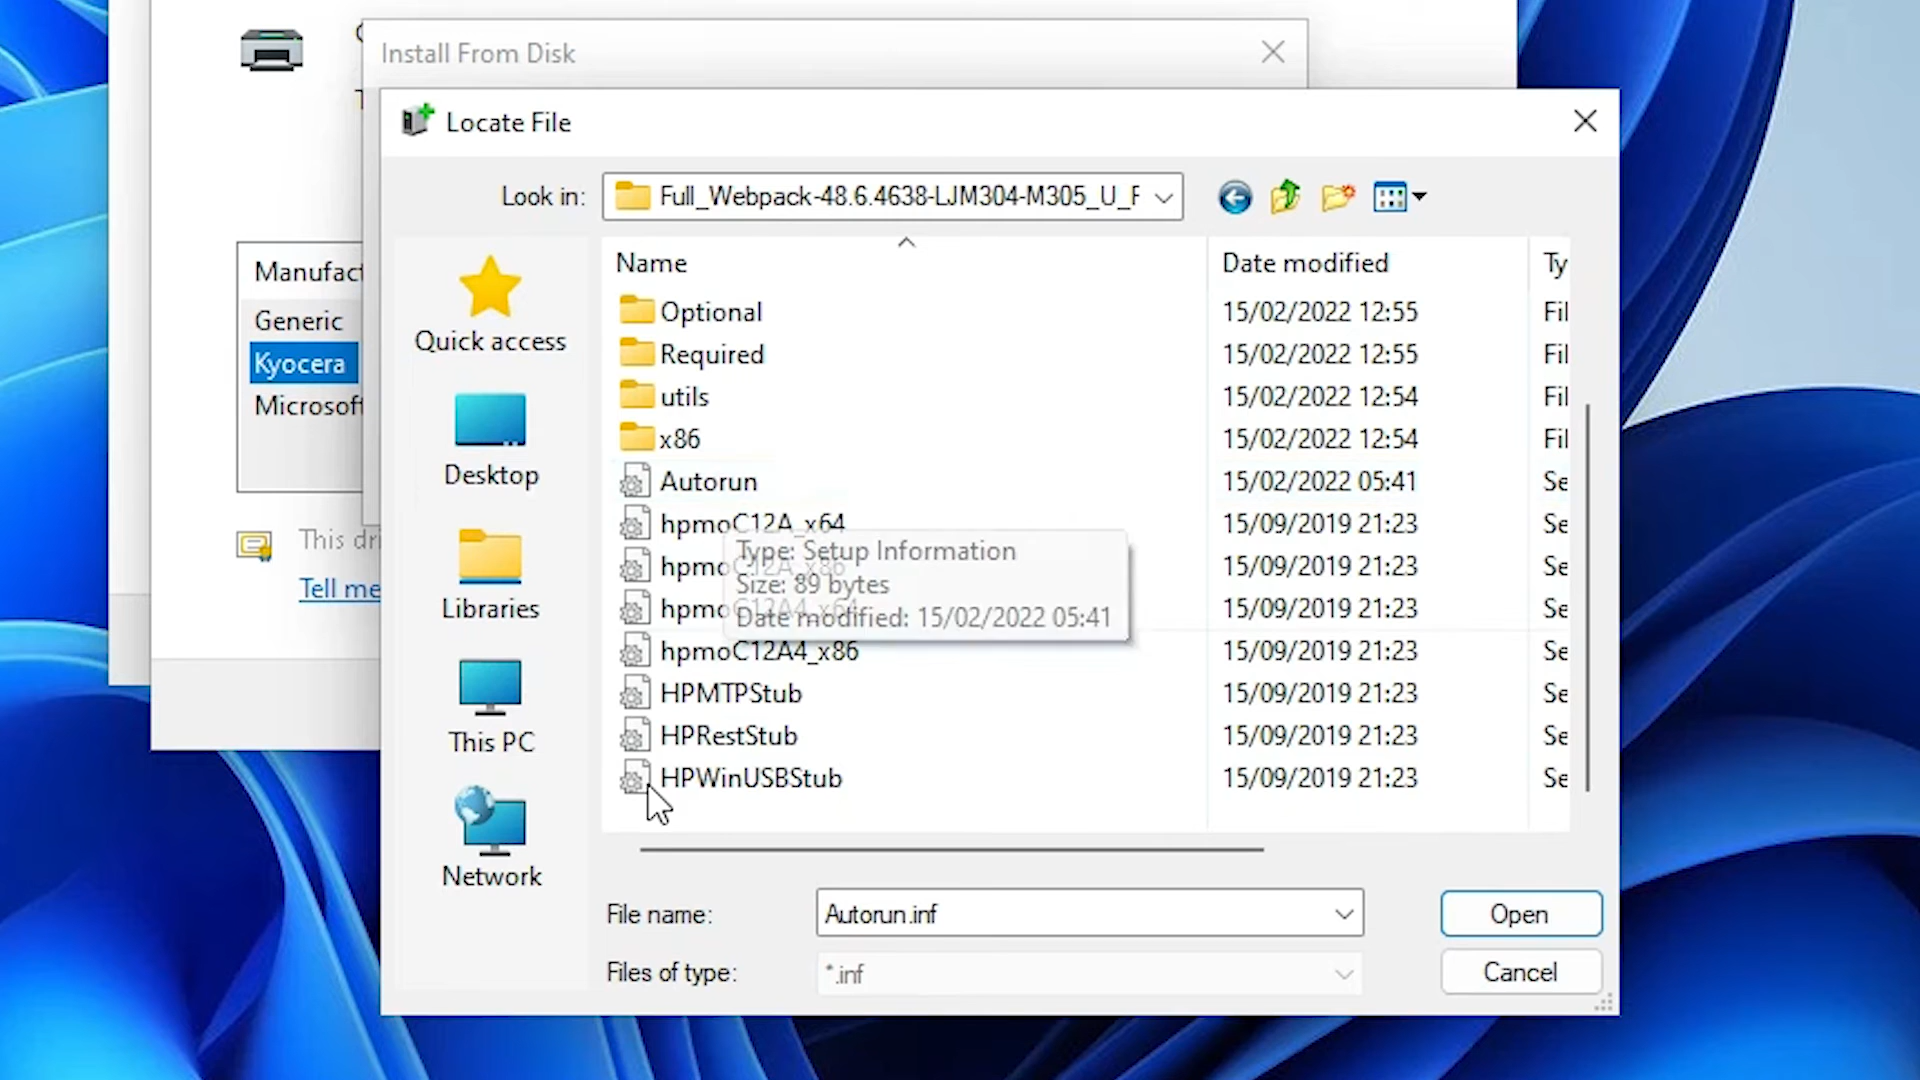 Install From Disk
Locate File
Look in:
Full_Webpack-48.6.4638-LJM304-M305_U_F
Manufact
Generic
Kyocera
Microsoft
This dri
Tell me
Quick access
Desktop
Libraries
This PC
Network
Name Date modified Ty
Optional 15/02/2022 12:55 Fil
Required 15/02/2022 12:55 Fil
utils 15/02/2022 12:54 Fil
x86 15/02/2022 12:54 Fil
Autorun 15/02/2022 05:41 Se
hpmoC12A_x64 15/09/2019 21:23 Se
hpmoC12A_x86 15/09/2019 21:23 Se
hpmoC12A4_x64 15/09/2019 21:23 Se
hpmoC12A4_x86 15/09/2019 21:23 Se
HPMTPStub 15/09/2019 21:23 Se
HPRestStub 15/09/2019 21:23 Se
HPWinUSBStub 15/09/2019 21:23 Se
Type: Setup Information
Size: 89 bytes
Date modified: 15/02/2022 05:41
File name: Autorun.inf Open
Files of type: *.inf Cancel